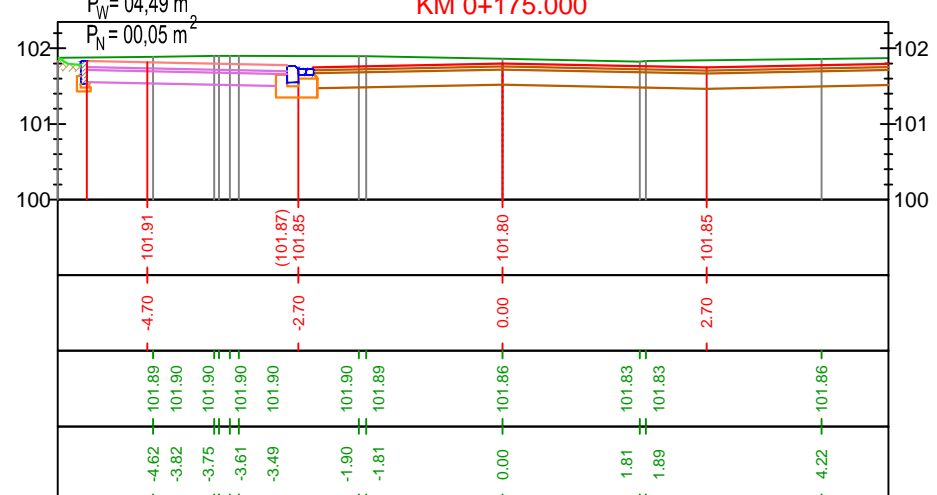 P_W= 04,49 m²
KM 0+175.000
P_N= 00,05 m²
102 102
101 101
100 100
101.91 (101.87) 101.85 101.80 101.85
-4.70 -2.70 0.00 2.70
101.89 101.90 101.90 101.90 101.90 101.90 101.89 101.86 101.83 101.83 101.86
-4.62 -3.82 -3.75 -3.61 -3.49 -1.90 -1.81 0.00 1.81 1.89 4.22